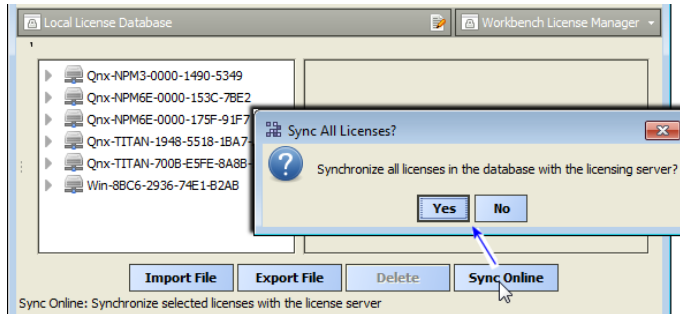 Local License Database
Workbench License Manager
Qnx-NPM3-0000-1490-5349
Qnx-NPM6E-0000-153C-7BE2
Qnx-NPM6E-0000-175F-91F7
Qnx-TITAN-1948-5518-1BA7-
Qnx-TITAN-700B-E5FE-8A8B-
Win-8BC6-2936-74E1-B2AB
Sync All Licenses?
Synchronize all licenses in the database with the licensing server?
Yes No
Import File Export File Delete Sync Online
Sync Online: Synchronize selected licenses with the license server